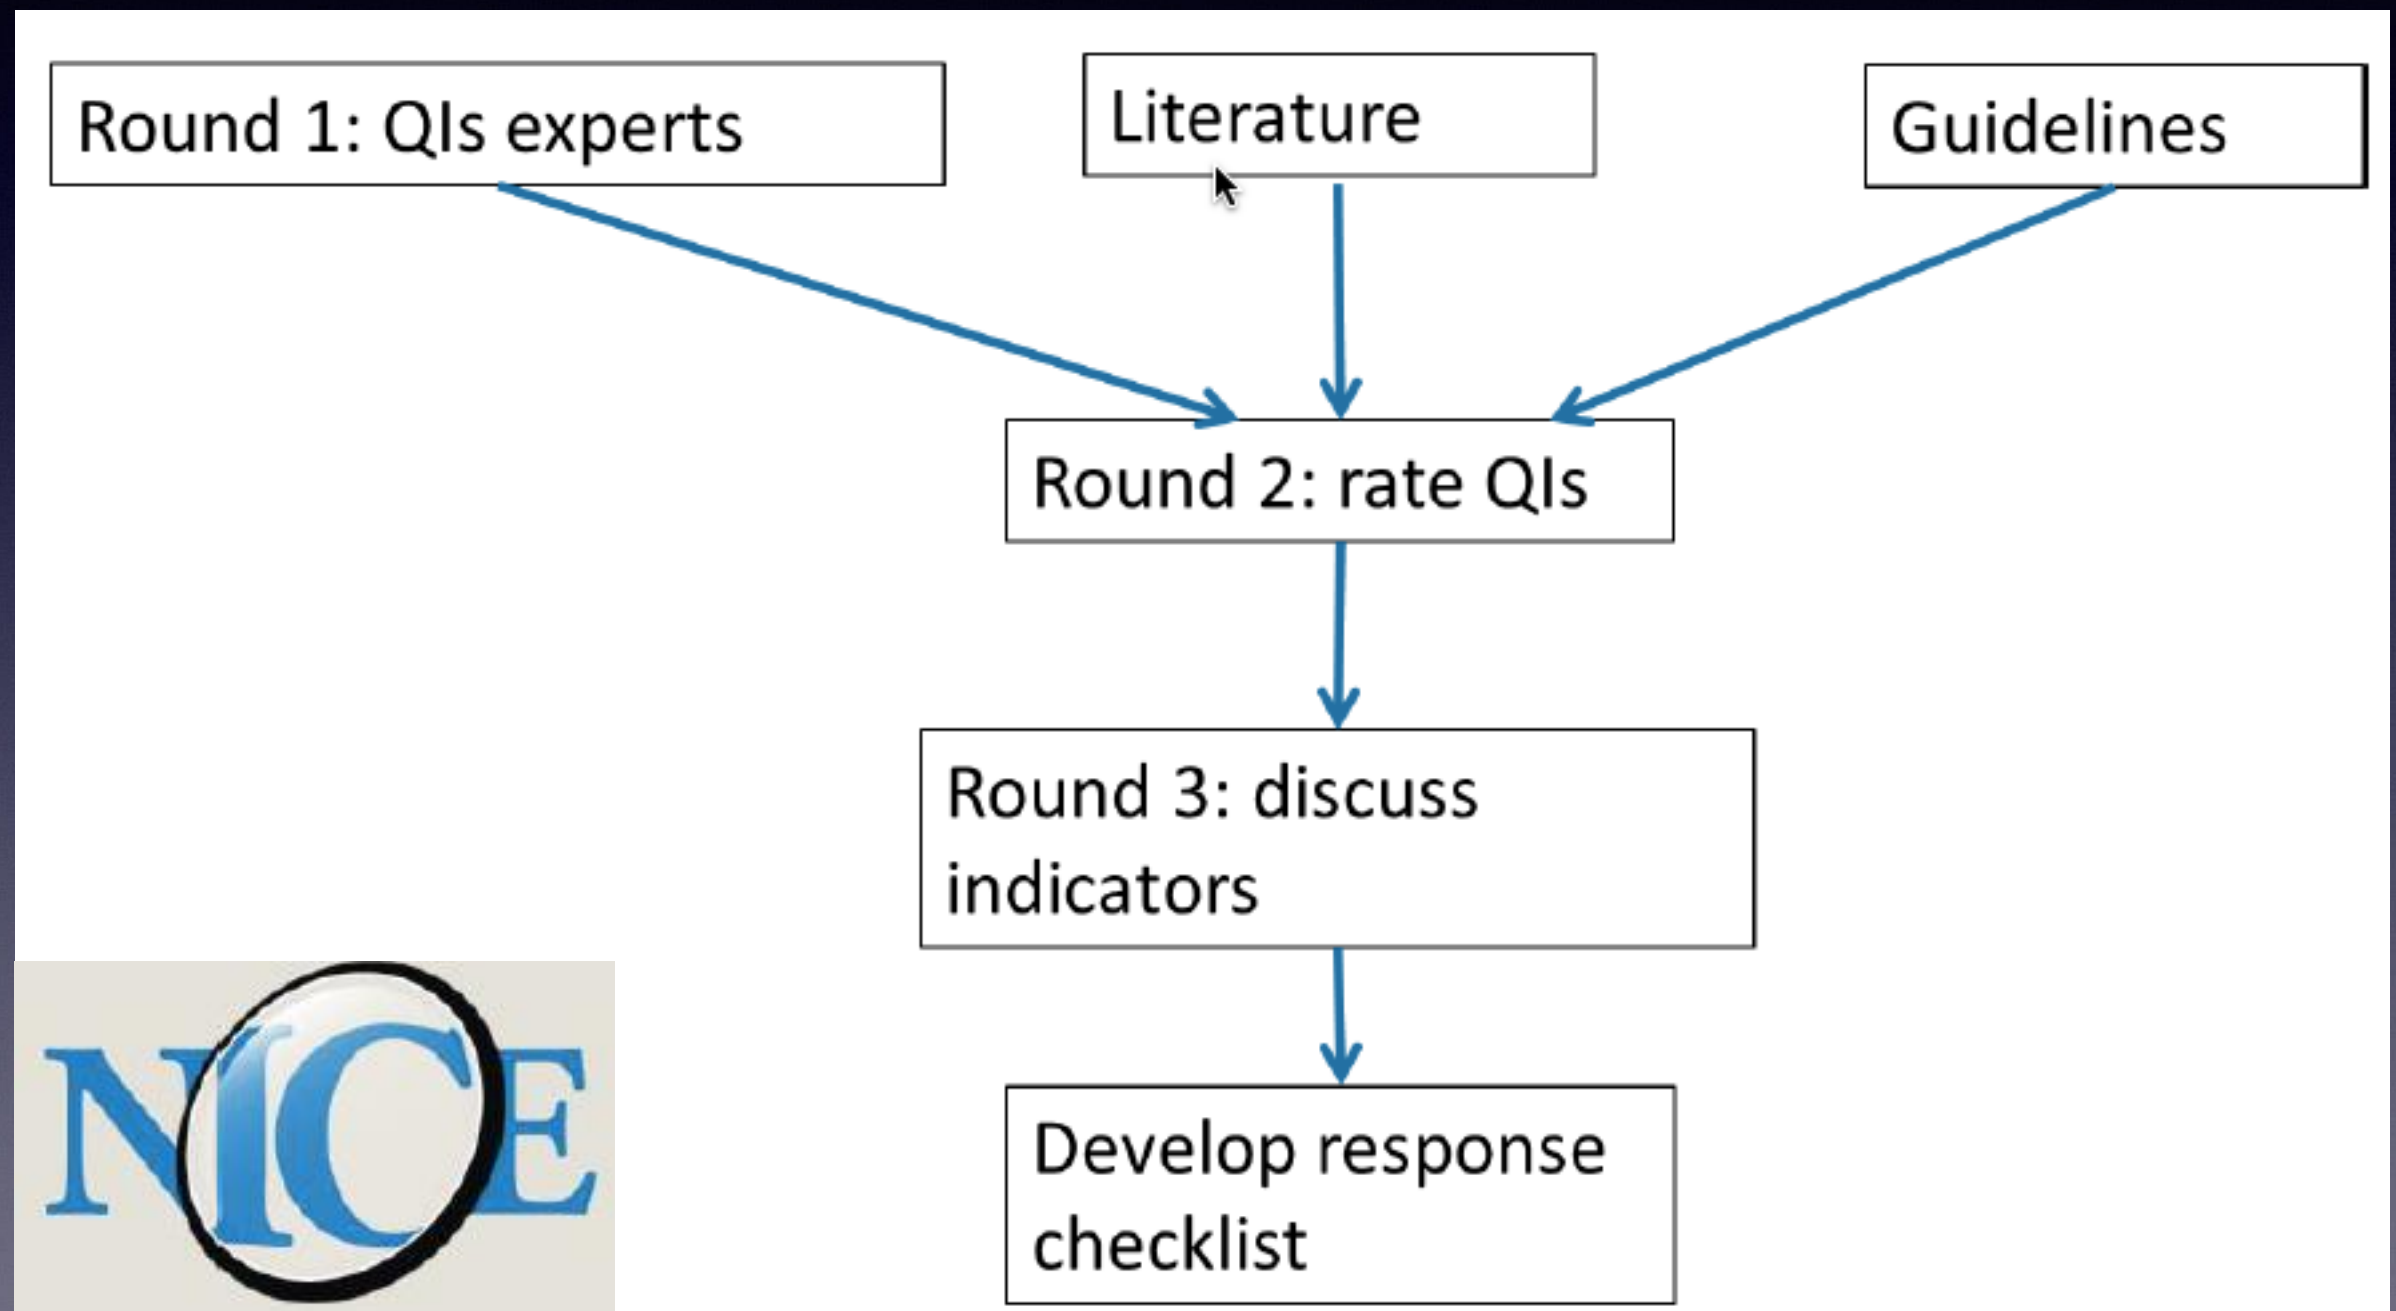 Round 1: QIs experts
Literature
Guidelines
Round 2: rate QIs
Round 3: discuss
indicators
Develop response
checklist
NICE